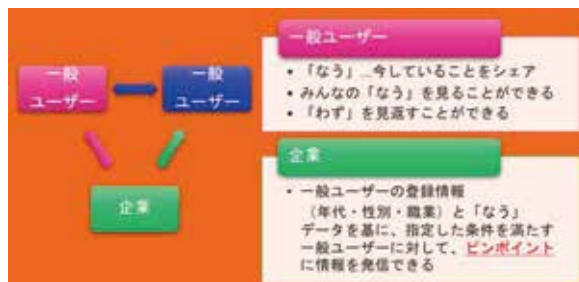 一般
ユーザー
一般
ユーザー
企業
一般ユーザー
• 「なう」…今していることをシェア
• みんなの「なう」を見ることができる
• 「わず」を見返すことができる
企業
• 一般ユーザーの登録情報
（年代・性別・職業）と「なう」
データを基に、指定した条件を満たす
一般ユーザーに対して、ピンポイント
に情報を発信できる